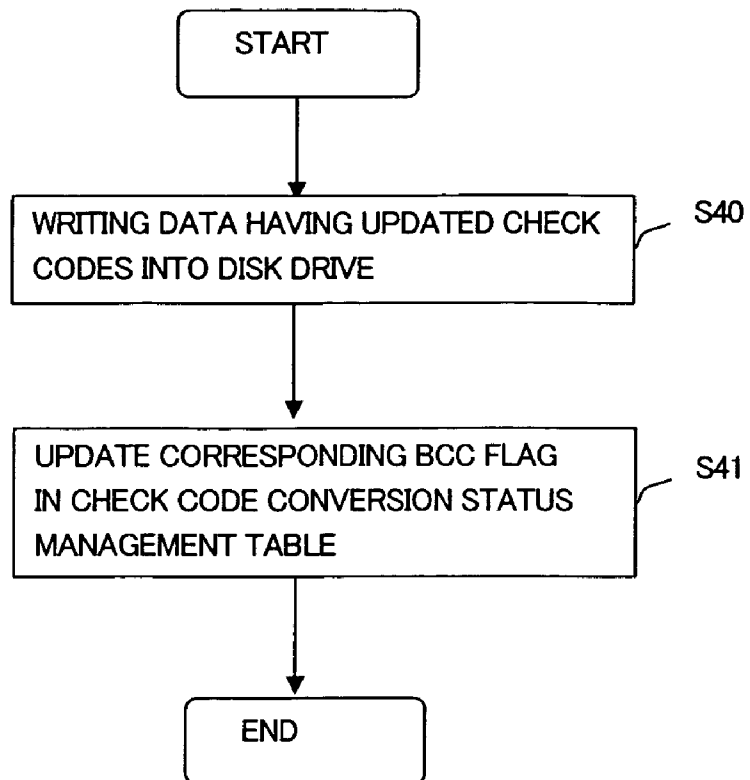 START
WRITING DATA HAVING UPDATED CHECK
CODES INTO DISK DRIVE
S40
UPDATE CORRESPONDING BCC FLAG
IN CHECK CODE CONVERSION STATUS
MANAGEMENT TABLE
S41
END